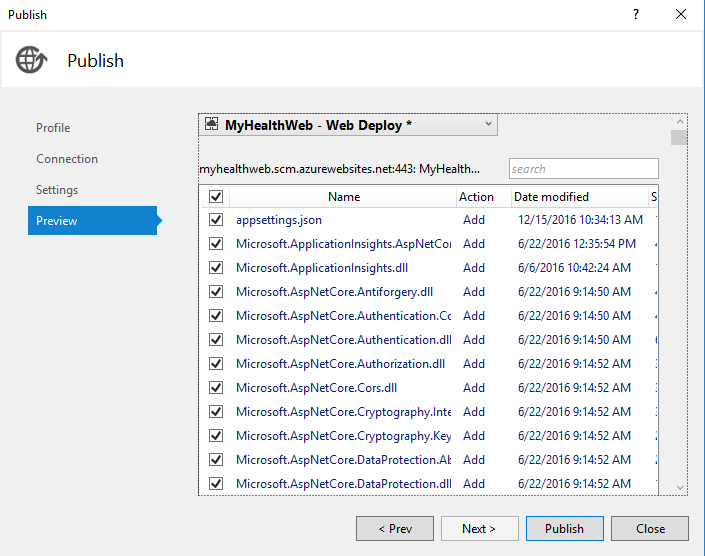 Publish ?
Publish
Profile
Connection
Settings
Preview
MyHealthWeb - Web Deploy *
myhealthweb.scm.azurewebsites.net:443: MyHealth... search
Name Action Date modified S
appsettings.json Add 12/15/2016 10:34:13 AM
Microsoft.ApplicationInsights.AspNetCor Add 6/22/2016 12:35:54 PM
Microsoft.ApplicationInsights.dll Add 6/6/2016 10:42:24 AM
Microsoft.AspNetCore.Antiforgery.dll Add 6/22/2016 9:14:50 AM
Microsoft.AspNetCore.Authentication.Co Add 6/22/2016 9:14:50 AM
Microsoft.AspNetCore.Authentication.dll Add 6/22/2016 9:14:50 AM
Microsoft.AspNetCore.Authorization.dll Add 6/22/2016 9:14:52 AM
Microsoft.AspNetCore.Cors.dll Add 6/22/2016 9:14:52 AM
Microsoft.AspNetCore.Cryptography.Inte Add 6/22/2016 9:14:52 AM
Microsoft.AspNetCore.Cryptography.Key Add 6/22/2016 9:14:52 AM
Microsoft.AspNetCore.DataProtection.Ab Add 6/22/2016 9:14:52 AM
Microsoft.AspNetCore.DataProtection.dll Add 6/22/2016 9:14:52 AM
< Prev Next > Publish Close